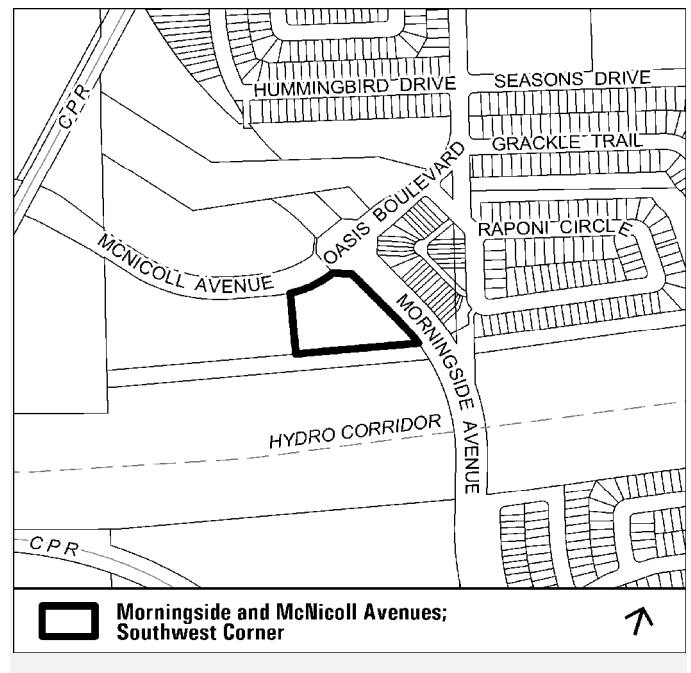 CPR
HUMMINGBIRD DRIVE
SEASONS DRIVE
GRACKLE TRAIL
OASIS BOULEVARD
RAPONI CIRCLE
MCNICOLL AVENUE
MORNINGSIDE AVENUE
HYDRO CORRIDOR
CPR
Morningside and McNicoll Avenues;
Southwest Corner